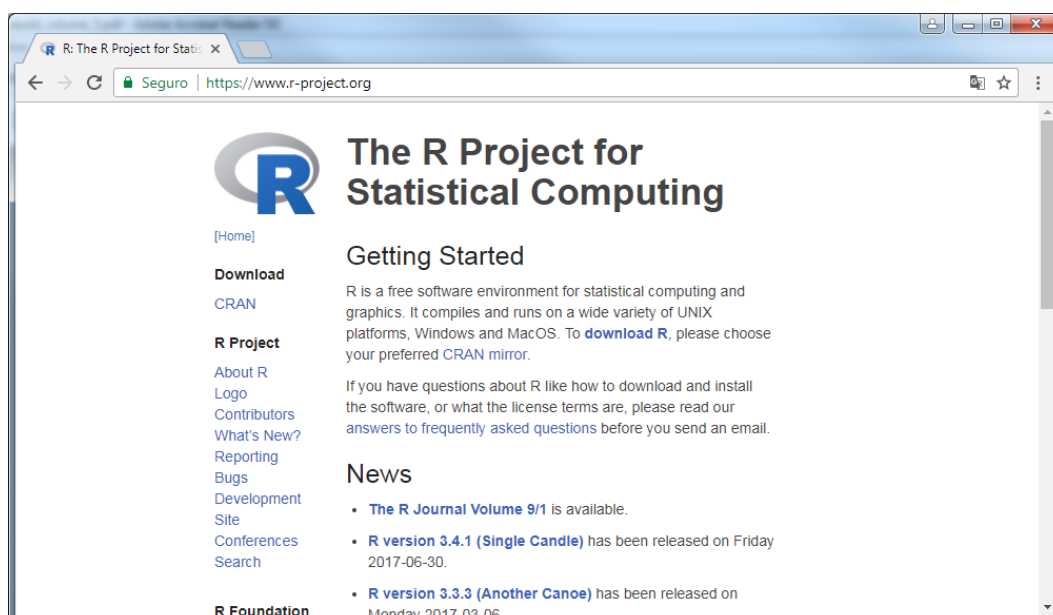 R: The R Project for Statis
Seguro | https://www.r-project.org
R
The R Project for
Statistical Computing
[Home]
Download
CRAN
R Project
About R
Logo
Contributors
What's New?
Reporting
Bugs
Development
Site
Conferences
Search
R Foundation
Getting Started
R is a free software environment for statistical computing and
graphics. It compiles and runs on a wide variety of UNIX
platforms, Windows and MacOS. To download R, please choose
your preferred CRAN mirror.
If you have questions about R like how to download and install
the software, or what the license terms are, please read our
answers to frequently asked questions before you send an email.
News
• The R Journal Volume 9/1 is available.
• R version 3.4.1 (Single Candle) has been released on Friday
2017-06-30.
• R version 3.3.3 (Another Canoe) has been released on
Monday 2017-03-06.